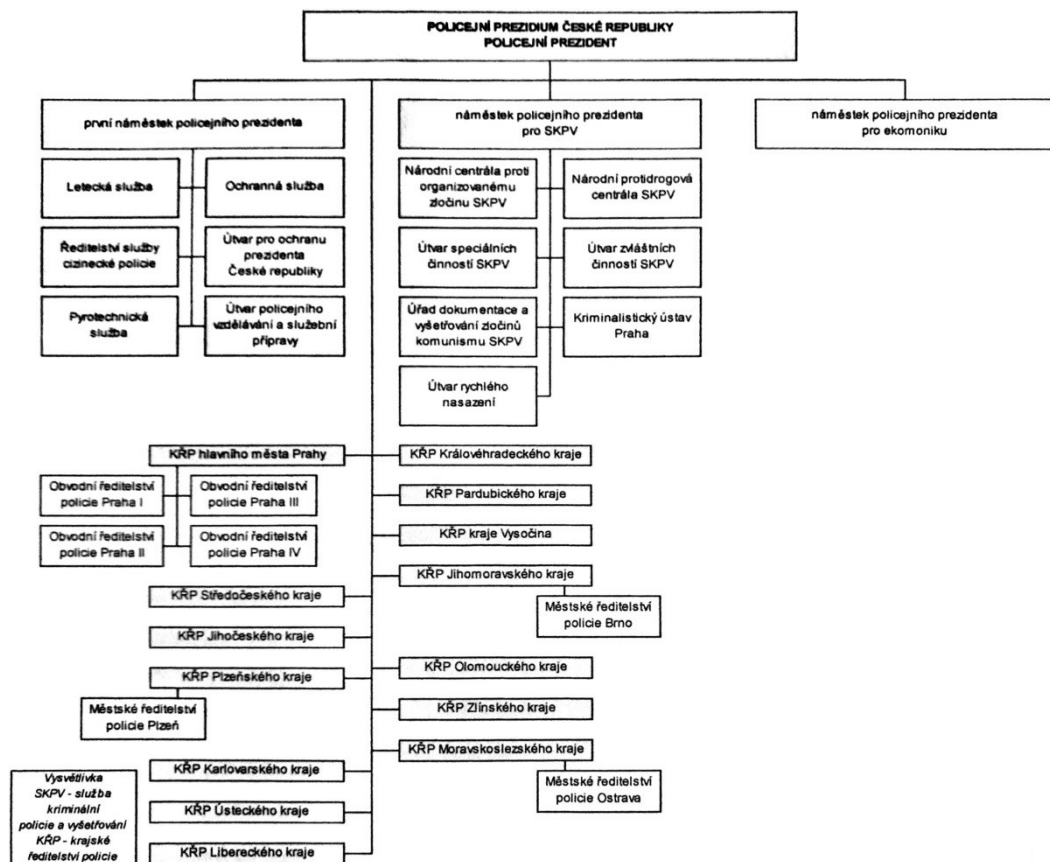 POLICEJNÍ PREZIDIUM ČESKÉ REPUBLIKY
POLICEJNÍ PREZIDENT
první náměstek policejního prezidenta
náměstek policejního prezidenta
pro SKPV
náměstek policejního prezidenta
pro ekonomiku
Letecká služba
Ochranná služba
Ředitelství služby
cizinecké policie
Útvar pro ochranu
prezidenta
České republiky
Pyrotechnická
služba
Útvar policejního
vzdělávání a služební
přípravy
Národní centrála proti
organizovanému
zločinu SKPV
Národní protidrogová
centrála SKPV
Útvar speciálních
činností SKPV
Útvar zvláštních
činností SKPV
Úřad dokumentace a
vyšetřování zločinů
komunismu SKPV
Kriminalistický ústav
Praha
Útvar rychlého
nasazení
KŘP hlavního města Prahy
Obvodní ředitelství
policie Praha I
Obvodní ředitelství
policie Praha III
Obvodní ředitelství
policie Praha II
Obvodní ředitelství
policie Praha IV
KŘP Středočeského kraje
KŘP Jihočeského kraje
KŘP Plzeňského kraje
Městské ředitelství
policie Plzeň
KŘP Karlovarského kraje
KŘP Ústeckého kraje
KŘP Libereckého kraje
KŘP Královéhradeckého kraje
KŘP Pardubického kraje
KŘP kraje Vysočina
KŘP Jihomoravského kraje
Městské ředitelství
policie Brno
KŘP Olomouckého kraje
KŘP Zlínského kraje
KŘP Moravskoslezského kraje
Městské ředitelství
policie Ostrava
Vysvětlivka
SKPV - služba
kriminální
policie a vyšetřování
KŘP - krajské
ředitelství policie